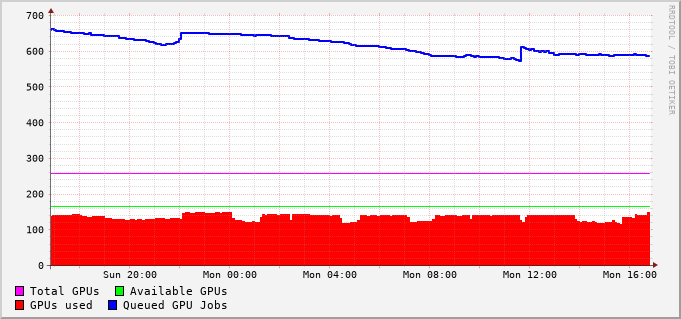 700
600
500
400
300
200
100
0
Sun 20:00 Mon 00:00 Mon 04:00 Mon 08:00 Mon 12:00 Mon 16:00
Total GPUs Available GPUs
GPUs used Queued GPU Jobs
RRDTOOL / TOBI OETIKER